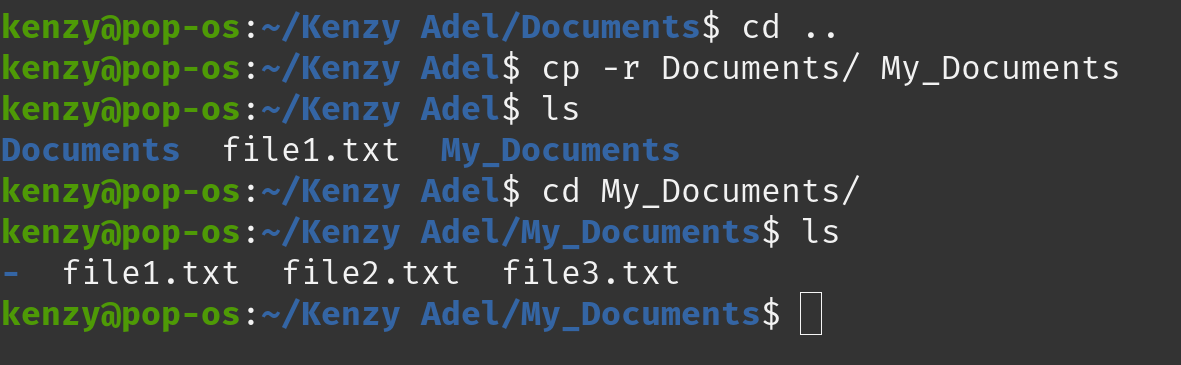 kenzy@pop-os:~/Kenzy Adel/Documents$ cd ..
kenzy@pop-os:~/Kenzy Adel$ cp -r Documents/ My_Documents
kenzy@pop-os:~/Kenzy Adel$ ls
Documents  file1.txt  My_Documents
kenzy@pop-os:~/Kenzy Adel$ cd My_Documents/
kenzy@pop-os:~/Kenzy Adel/My_Documents$ ls
-  file1.txt  file2.txt  file3.txt
kenzy@pop-os:~/Kenzy Adel/My_Documents$